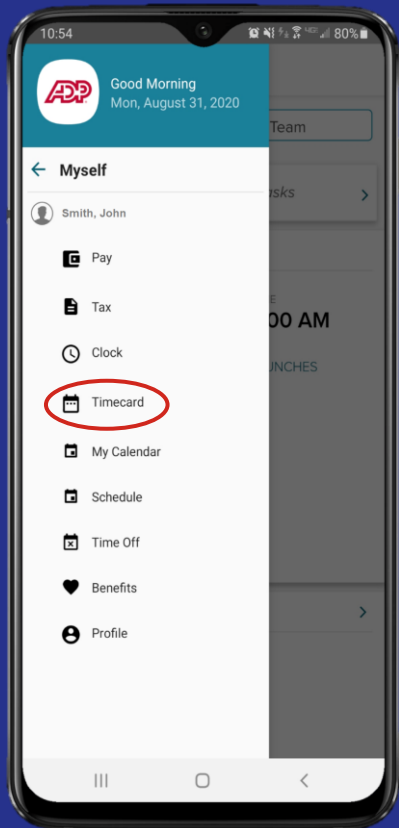 10:54
80%
ADP
Good Morning
Mon, August 31, 2020
Team
Myself
asks
Smith, John
Pay
Tax
Clock
00 AM
UNCHES
Timecard
My Calendar
Schedule
Time Off
Benefits
Profile